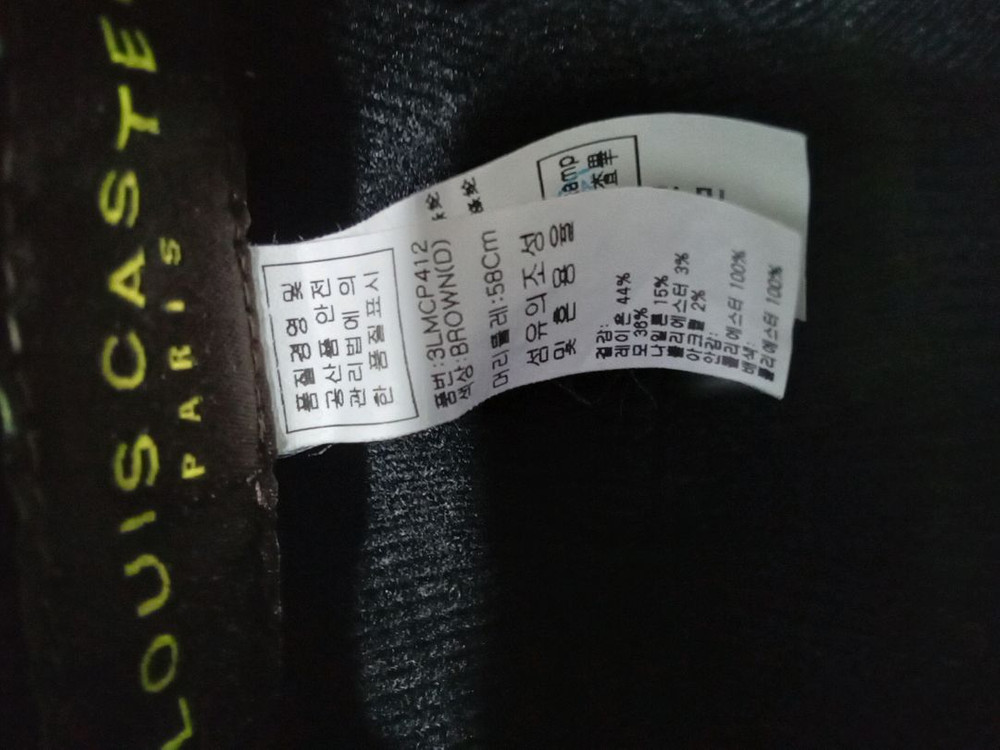 LOUIS CASTE
PARIS
품질경영 및
공산품안전
관리법에 의
한 품질표시
품번:3LMCP412
색상:BROWN(D)
머리둘레:58Cm
섬유의조성
및 혼용율
겉감:
레이온 44%
모 36%
나일론 15%
폴리에스터 3%
아크릴 2%
안감:
폴리에스터 100%
배색:
폴리에스터 100%
amp
畢